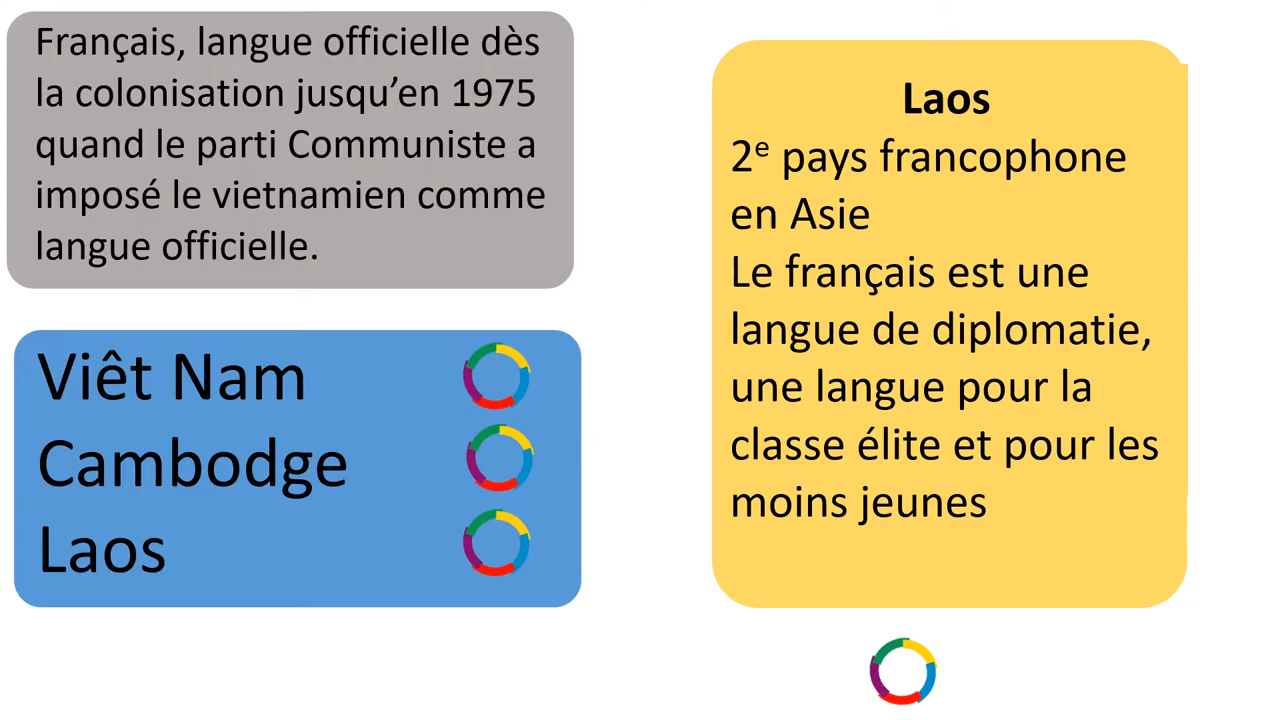 Français, langue officielle dès
la colonisation jusqu’en 1975
quand le parti Communiste a
imposé le vietnamien comme
langue officielle.
Viêt Nam
Cambodge
Laos
Laos
2ᵉ pays francophone
en Asie
Le français est une
langue de diplomatie,
une langue pour la
classe élite et pour les
moins jeunes